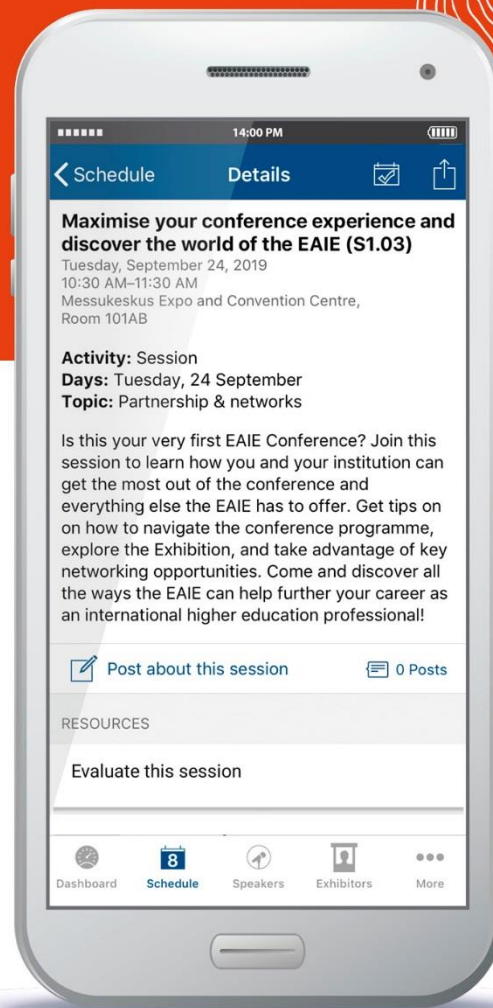 14:00 PM
Schedule
Details
Maximise your conference experience and
discover the world of the EAIE (S1.03)
Tuesday, September 24, 2019
10:30 AM–11:30 AM
Messukeskus Expo and Convention Centre,
Room 101AB
Activity: Session
Days: Tuesday, 24 September
Topic: Partnership & networks
Is this your very first EAIE Conference? Join this
session to learn how you and your institution can
get the most out of the conference and
everything else the EAIE has to offer. Get tips on
on how to navigate the conference programme,
explore the Exhibition, and take advantage of key
networking opportunities. Come and discover all
the ways the EAIE can help further your career as
an international higher education professional!
Post about this session
0 Posts
RESOURCES
Evaluate this session
8
Dashboard
Schedule
Speakers
Exhibitors
More